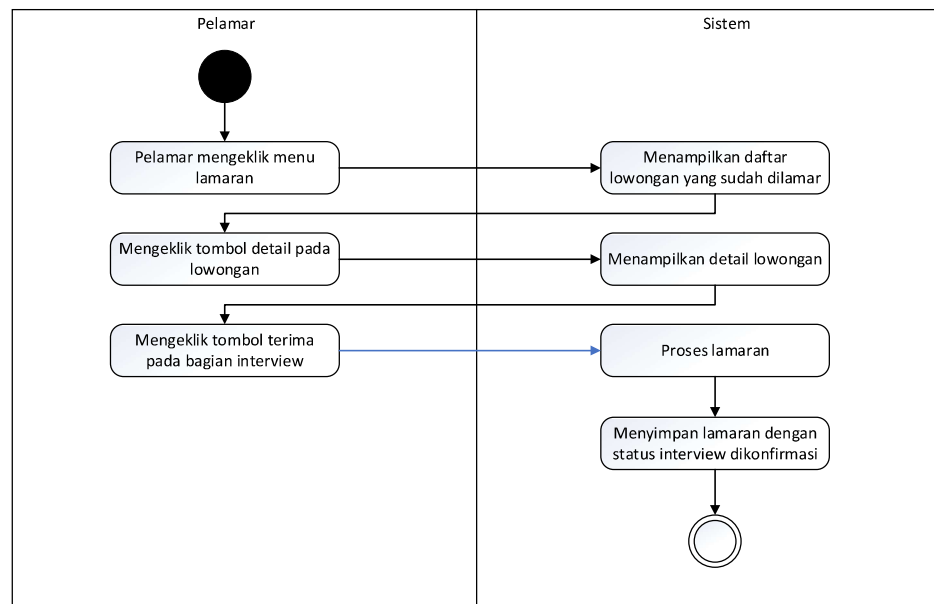 Pelamar
Sistem
Pelamar mengeklik menu
lamaran
Menampilkan daftar
lowongan yang sudah dilamar
Mengeklik tombol detail pada
lowongan
Menampilkan detail lowongan
Mengeklik tombol terima
pada bagian interview
Proses lamaran
Menyimpan lamaran dengan
status interview dikonfirmasi